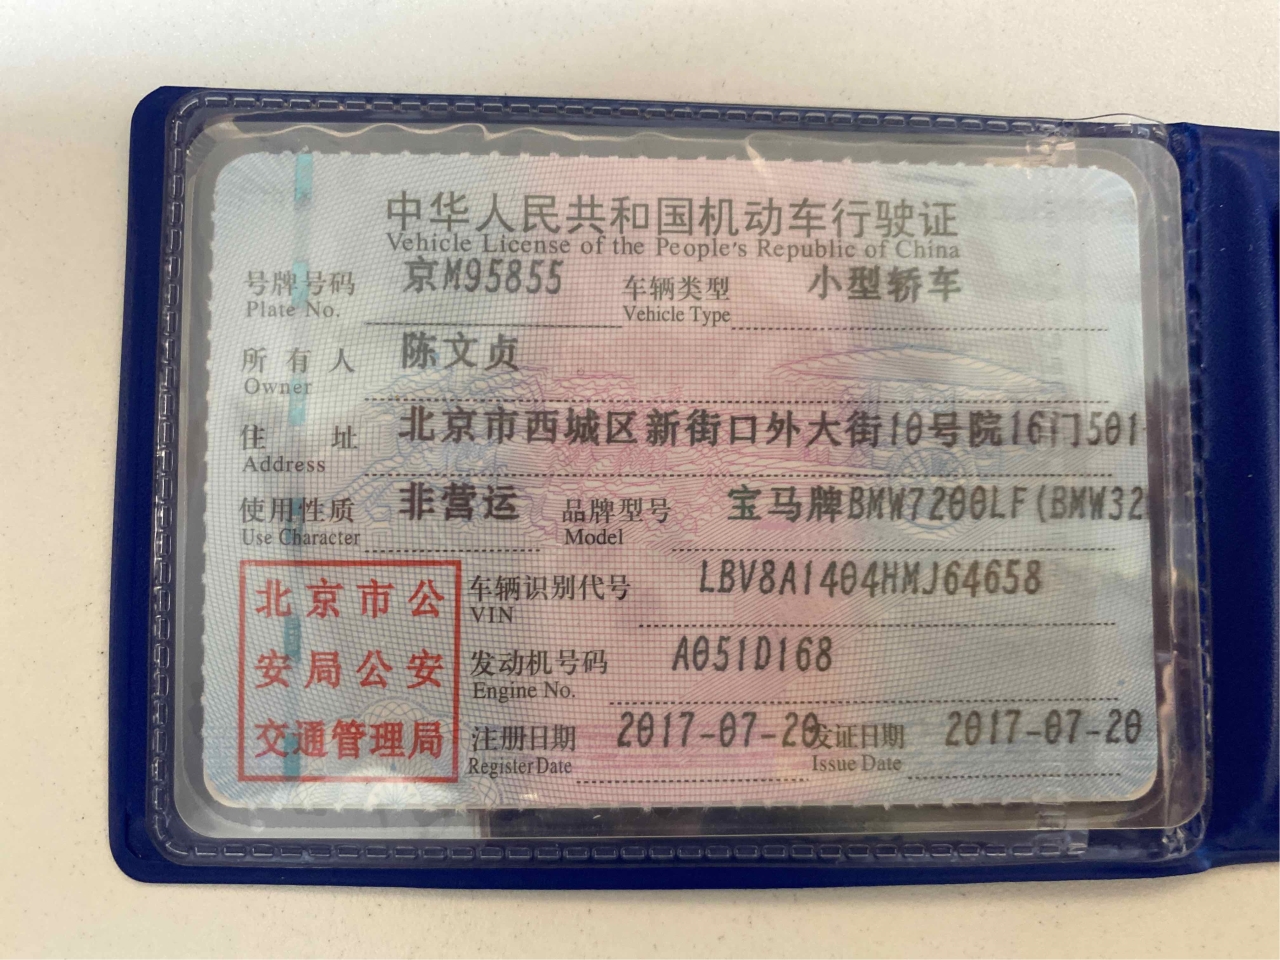 中华人民共和国机动车行驶证
Vehicle License of the People's Republic of China
号牌号码 京M95855 车辆类型 小型轿车
Plate No. Vehicle Type
所有人 陈文贞
Owner
住址 北京市西城区新街口外大街10号院16门501
Address
使用性质 非营运 品牌型号 宝马牌BMW7200LF(BMW32
Use Character Model
车辆识别代号 LBV8A1404HMJ64658
VIN
发动机号码 A051D168
Engine No.
注册日期 2017-07-20 发证日期 2017-07-20
Register Date Issue Date
北京市公
安局公安
交通管理局